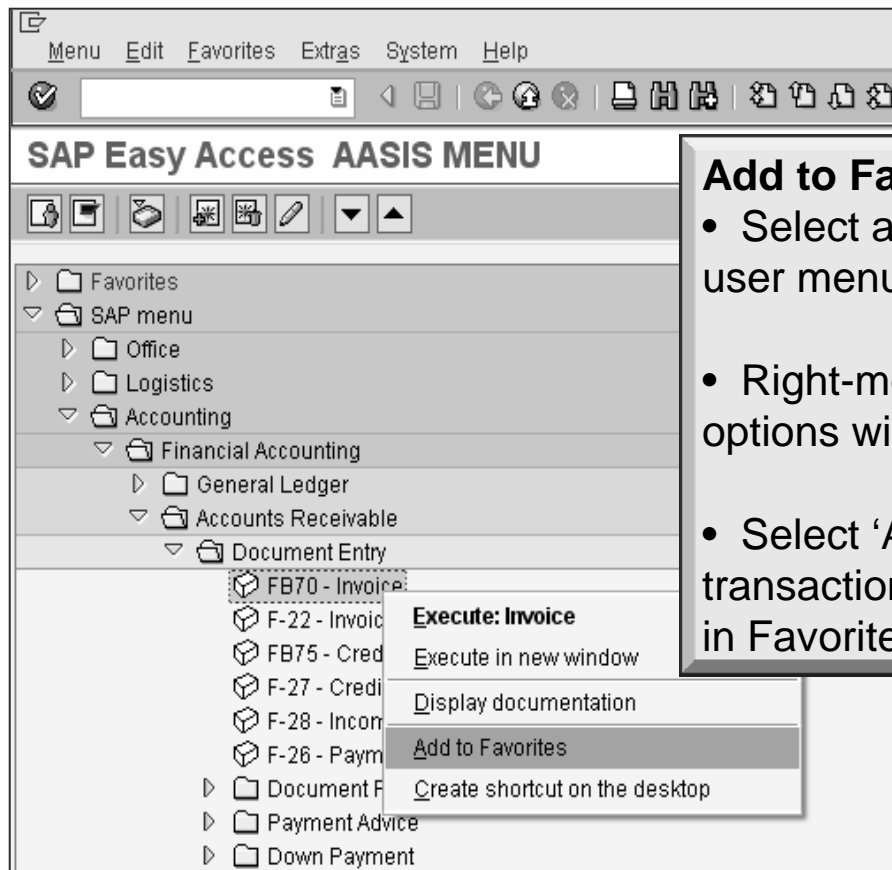 Menu Edit Favorites Extras System Help
SAP Easy Access AASIS MENU
Favorites
SAP menu
Office
Logistics
Accounting
Financial Accounting
General Ledger
Accounts Receivable
Document Entry
FB70 - Invoice
F-22 - Invoic
FB75 - Cred
F-27 - Credi
F-28 - Incom
F-26 - Paym
Document F
Payment Advice
Down Payment
Execute: Invoice
Execute in new window
Display documentation
Add to Favorites
Create shortcut on the desktop
Add to Fa
• Select a
user menu
• Right-m
options wi
• Select ‘A
transaction
in Favorite